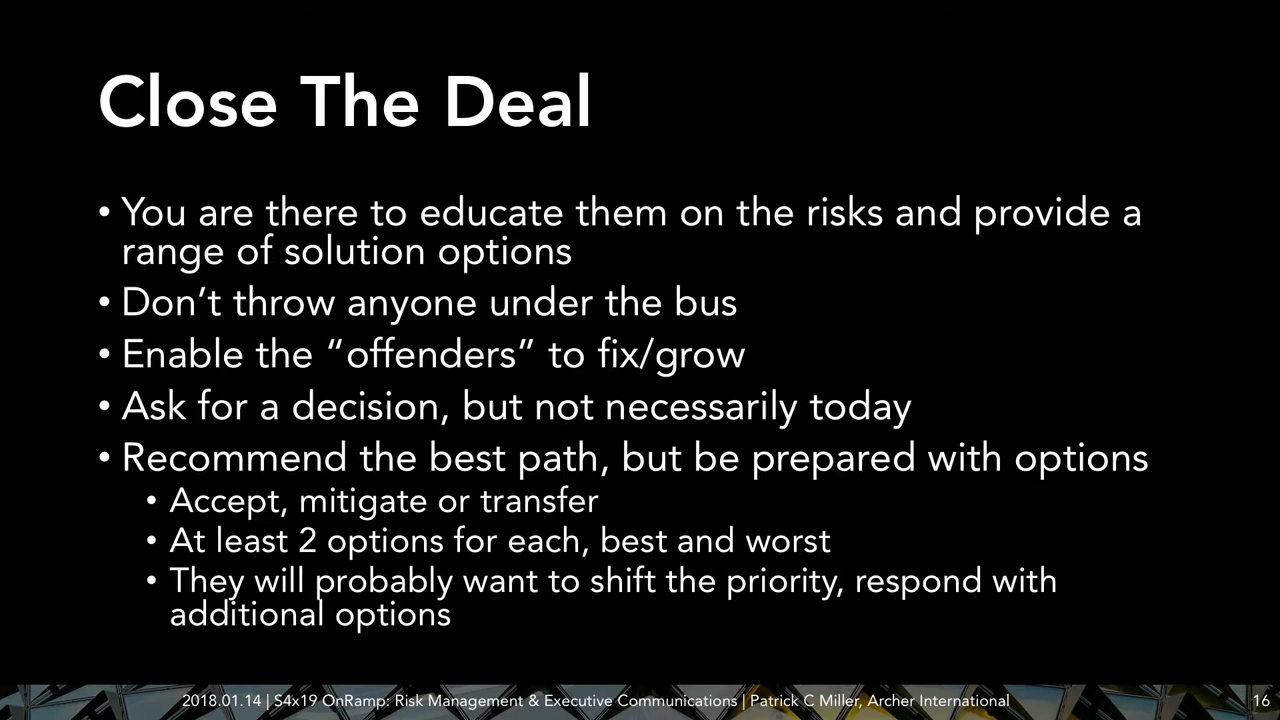 Close The Deal
• You are there to educate them on the risks and provide a
range of solution options
• Don’t throw anyone under the bus
• Enable the “offenders” to fix/grow
• Ask for a decision, but not necessarily today
• Recommend the best path, but be prepared with options
• Accept, mitigate or transfer
• At least 2 options for each, best and worst
• They will probably want to shift the priority, respond with
additional options
2018.01.14 | S4x19 OnRamp: Risk Management & Executive Communications | Patrick C Miller, Archer International 16